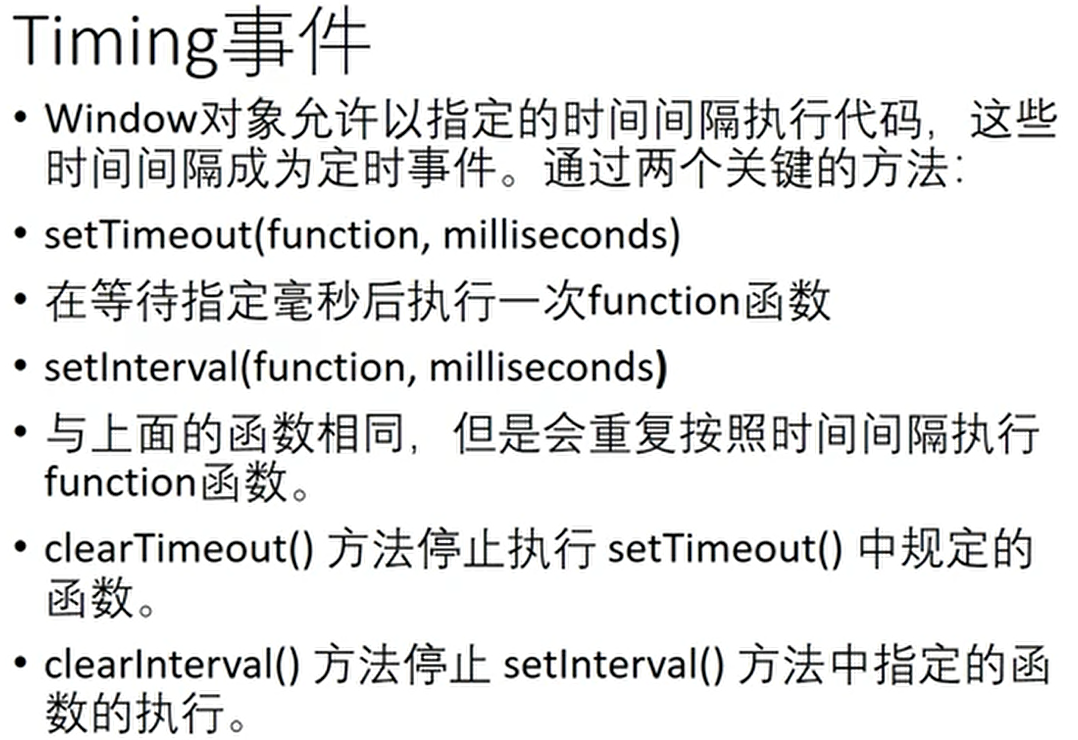 Timing事件
• Window对象允许以指定的时间间隔执行代码，这些
时间间隔成为定时事件。通过两个关键的方法：
• setTimeout(function, milliseconds)
• 在等待指定毫秒后执行一次function函数
• setInterval(function, milliseconds)
• 与上面的函数相同，但是会重复按照时间间隔执行
function函数。
• clearTimeout() 方法停止执行 setTimeout() 中规定的
函数。
• clearInterval() 方法停止 setInterval() 方法中指定的函
数的执行。